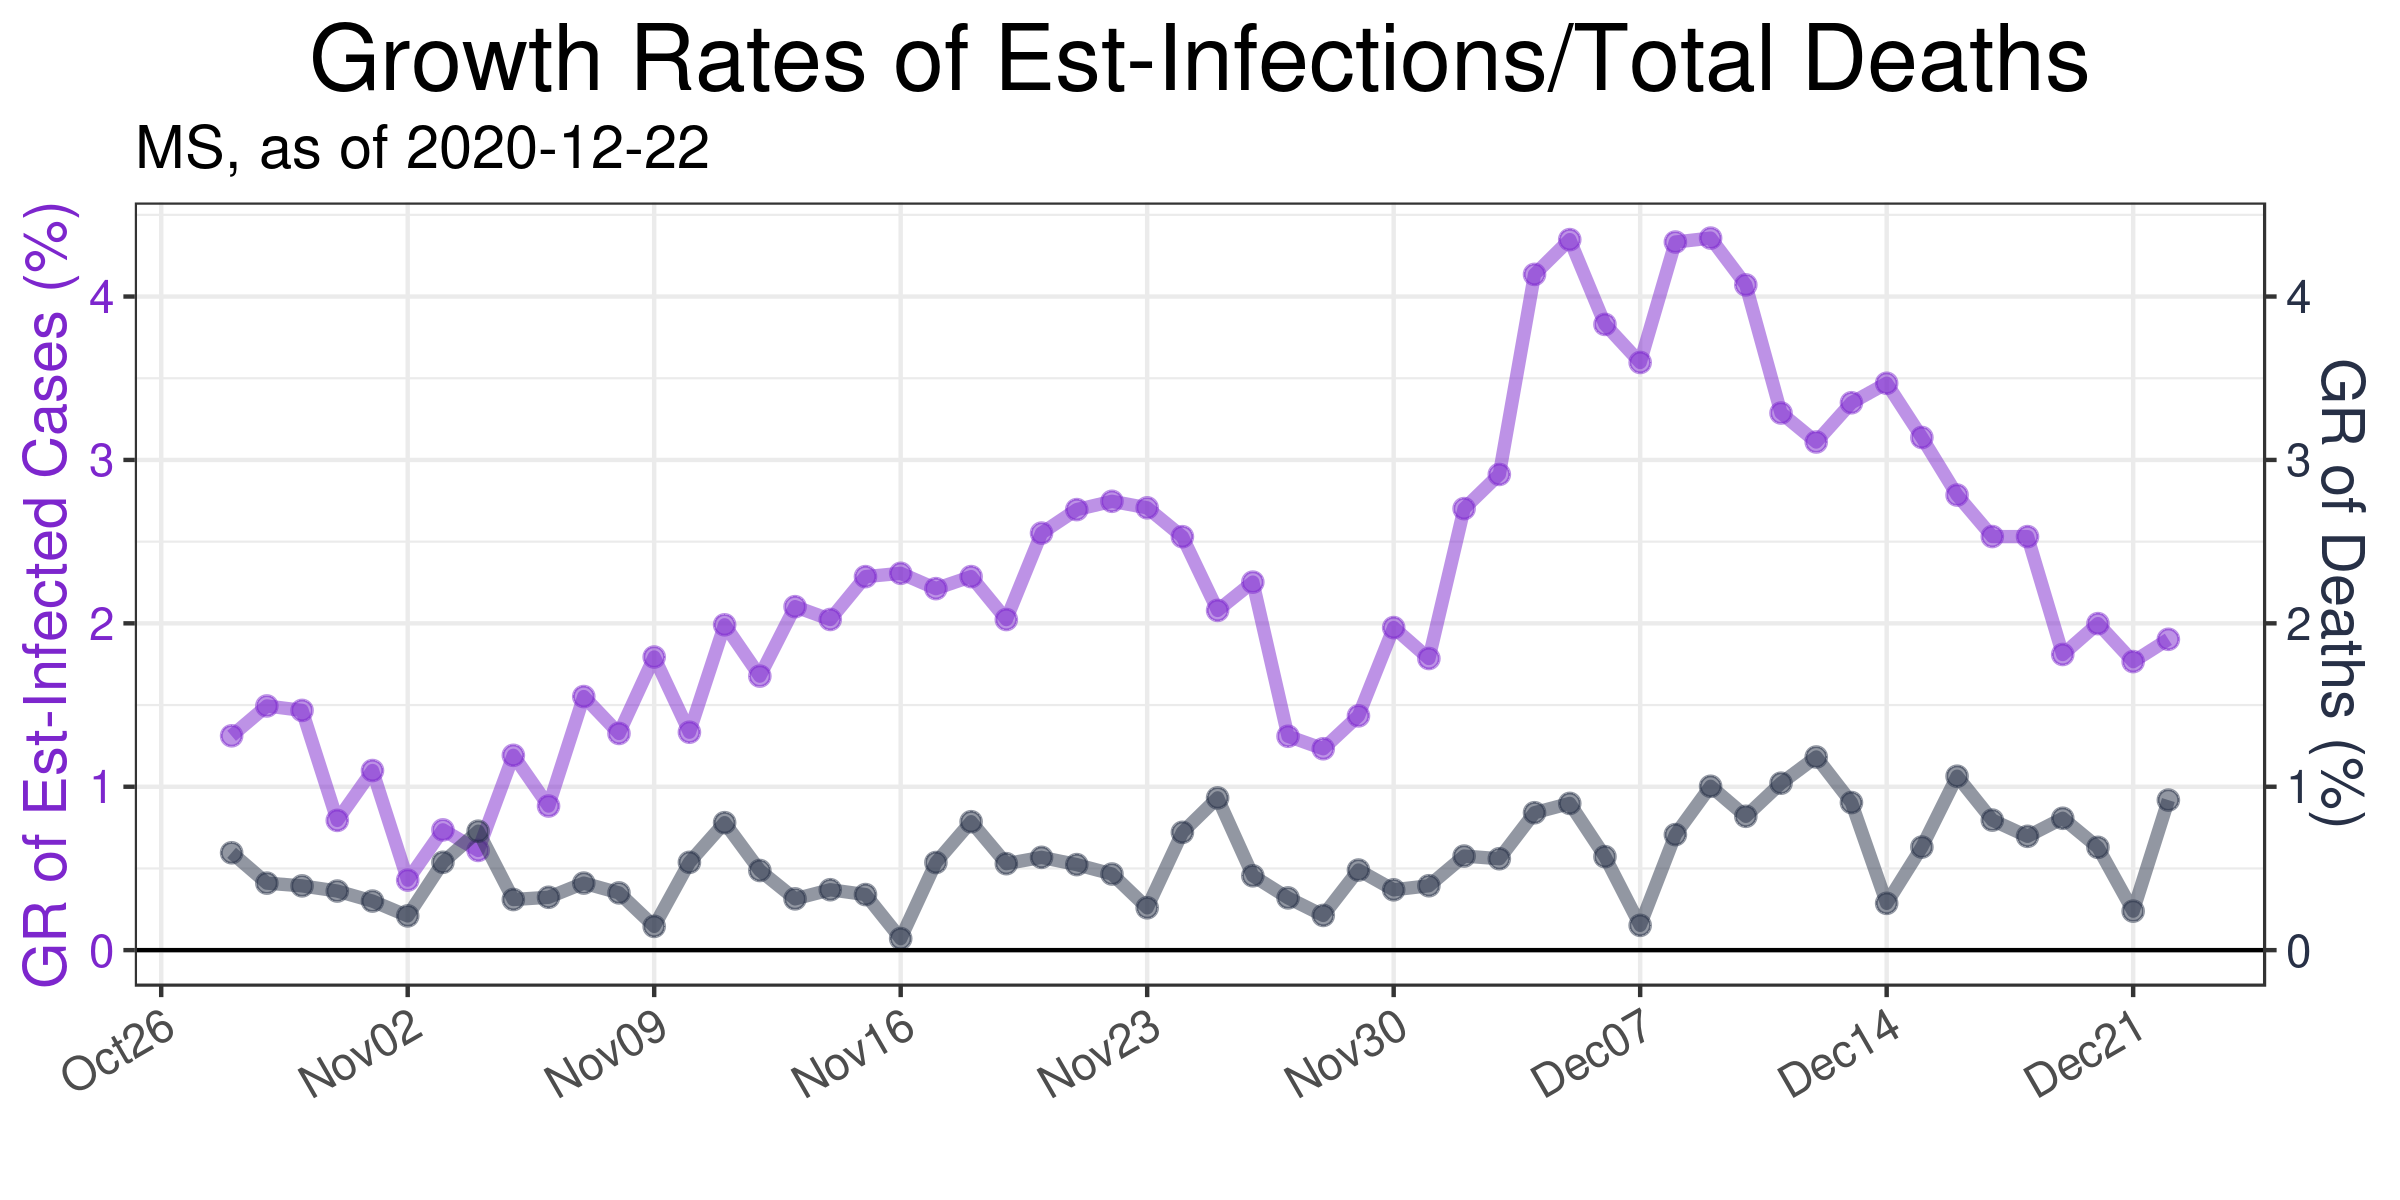 Growth Rates of Est-Infections/Total Deaths
MS, as of 2020-12-22
GR of Est-Infected Cases (%)
4
3
2
1
0
4
3
2
1
0
GR of Deaths (%)
Oct26
Nov02
Nov09
Nov16
Nov23
Nov30
Dec07
Dec14
Dec21